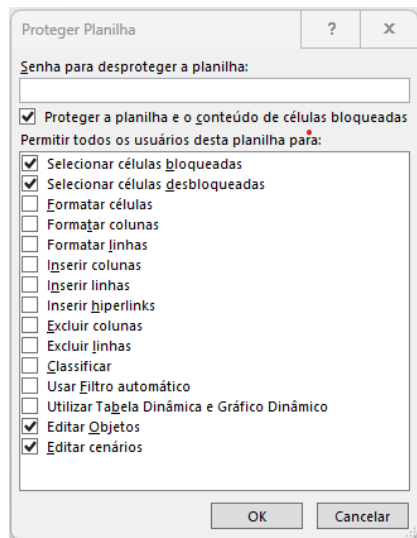 Proteger Planilha ? x
Senha para desproteger a planilha:
Proteger a planilha e o conteúdo de células bloqueadas
Permitir todos os usuários desta planilha para:
Selecionar células bloqueadas
Selecionar células desbloqueadas
Formatar células
Formatar colunas
Formatar linhas
Inserir colunas
Inserir linhas
Inserir hiperlinks
Excluir colunas
Excluir linhas
Classificar
Usar Filtro automático
Utilizar Tabela Dinâmica e Gráfico Dinâmico
Editar Objetos
Editar cenários
OK Cancelar